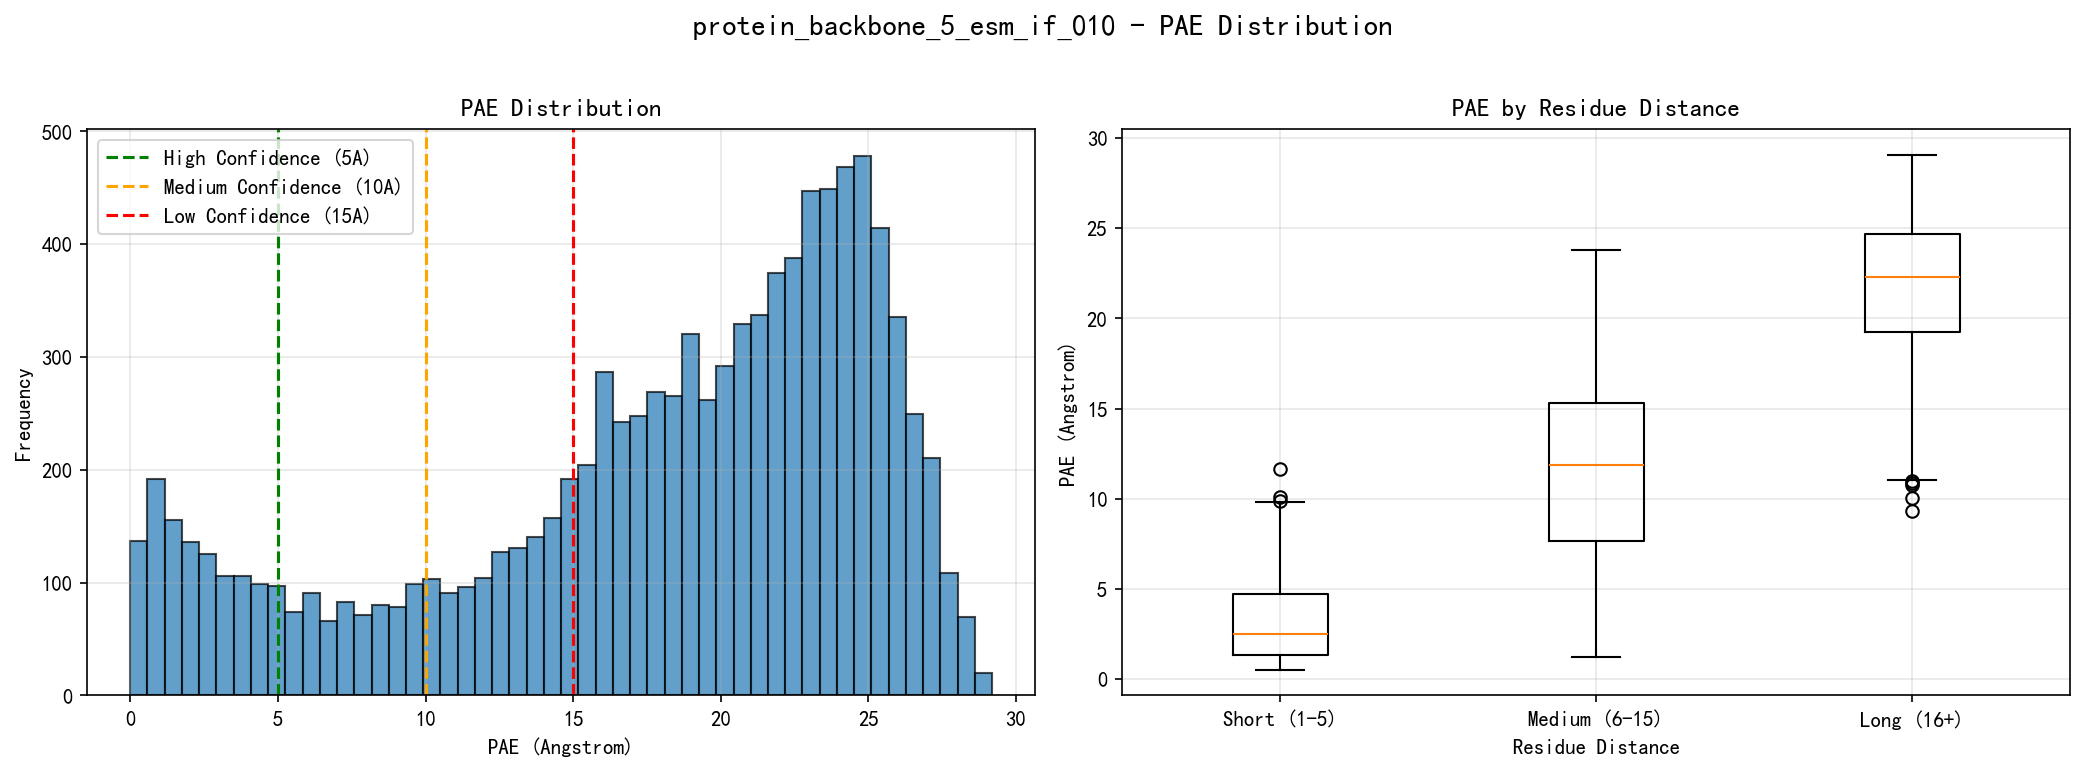 protein_backbone_5_esm_if_010 - PAE Distribution
PAE Distribution
High Confidence (5A)
Medium Confidence (10A)
Low Confidence (15A)
500
400
300
200
100
0
Frequency
0 5 10 15 20 25 30
PAE (Angstrom)
PAE by Residue Distance
30
25
20
15
10
5
0
PAE (Angstrom)
Short (1-5) Medium (6-15) Long (16+)
Residue Distance